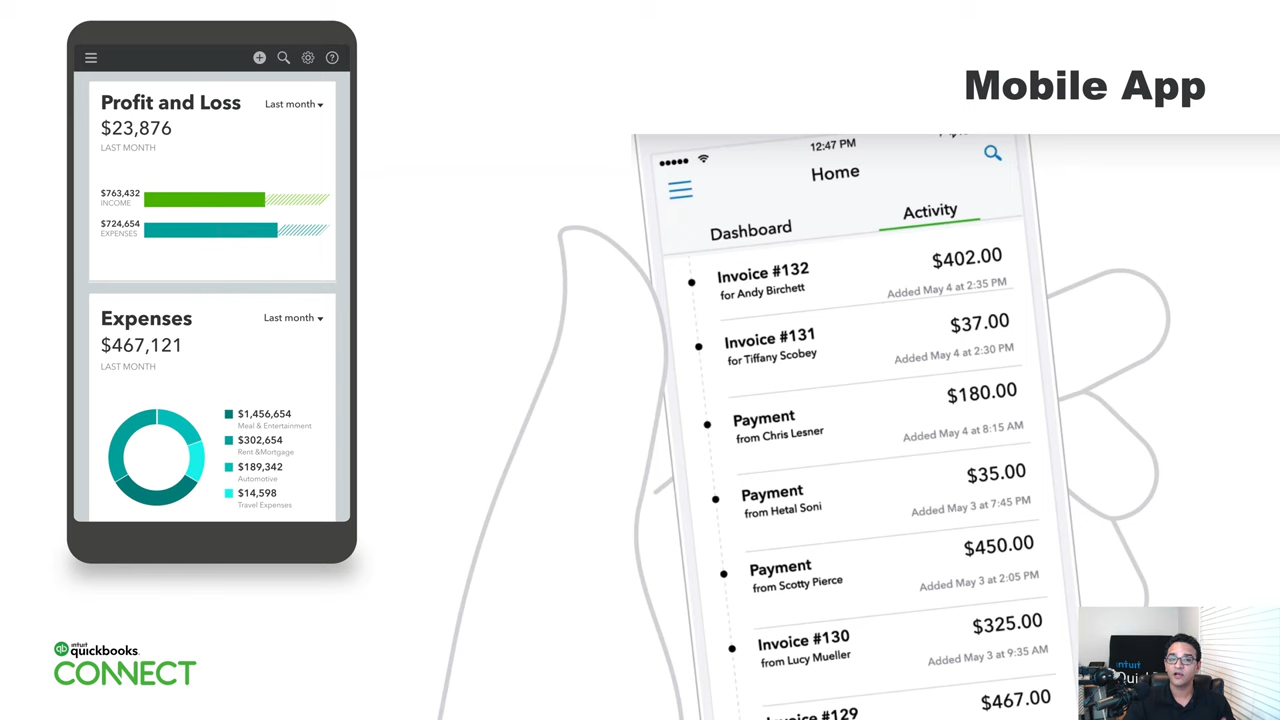 Mobile App
Profit and Loss
Last month
$23,876
LAST MONTH
$763,432
INCOME
$724,654
EXPENSES
Expenses
Last month
$467,121
LAST MONTH
$1,456,654
Meal & Entertainment
$302,654
Rent &Mortgage
$189,342
Automotive
$14,598
Travel Expenses
12:47 PM
Home
Dashboard
Activity
Invoice #132
$402.00
for Andy Birchett
Added May 4 at 2:35 PM
Invoice #131
$37.00
for Tiffany Scobey
Added May 4 at 2:30 PM
Payment
$180.00
from Chris Lesner
Added May 4 at 8:15 AM
Payment
$35.00
from Hetal Soni
Added May 3 at 7:45 PM
Payment
$450.00
from Scotty Pierce
Added May 3 at 2:05 PM
Invoice #130
$325.00
from Lucy Mueller
Added May 3 at 9:35 AM
Invoice #129
$467.00
qb
intuit
quickbooks.
CONNECT
intuit
Qui